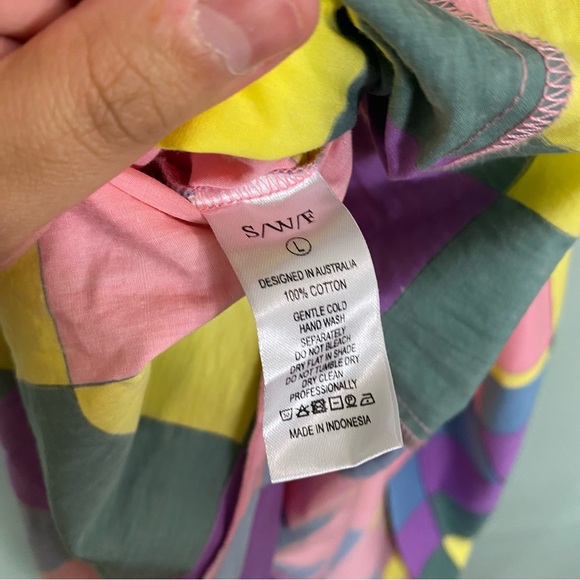 S/W/F
L
DESIGNED IN AUSTRALIA
100% COTTON
GENTLE COLD
HAND WASH
SEPARATELY
DO NOT BLEACH
DRY FLAT IN SHADE
DO NOT TUMBLE DRY
DRY CLEAN
PROFESSIONALLY
MADE IN INDONESIA